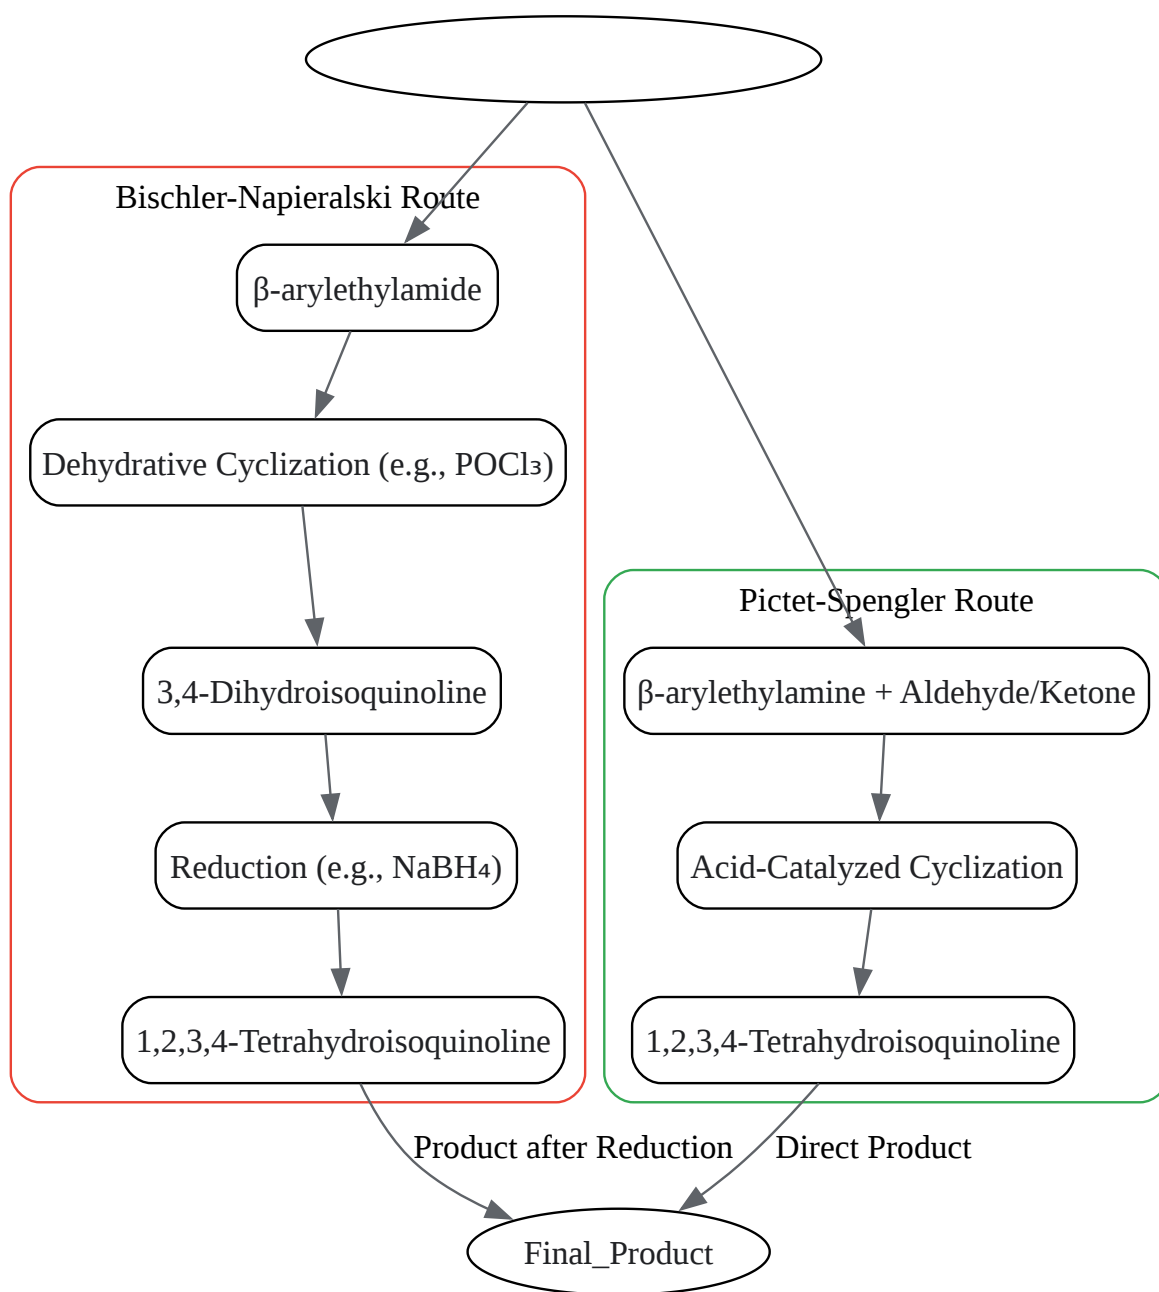 Bischler-Napieralski Route
β-arylethylamide
Dehydrative Cyclization (e.g., POCl₃)
3,4-Dihydroisoquinoline
Reduction (e.g., NaBH₄)
1,2,3,4-Tetrahydroisoquinoline
Pictet-Spengler Route
β-arylethylamine + Aldehyde/Ketone
Acid-Catalyzed Cyclization
1,2,3,4-Tetrahydroisoquinoline
Product after Reduction
Direct Product
Final_Product